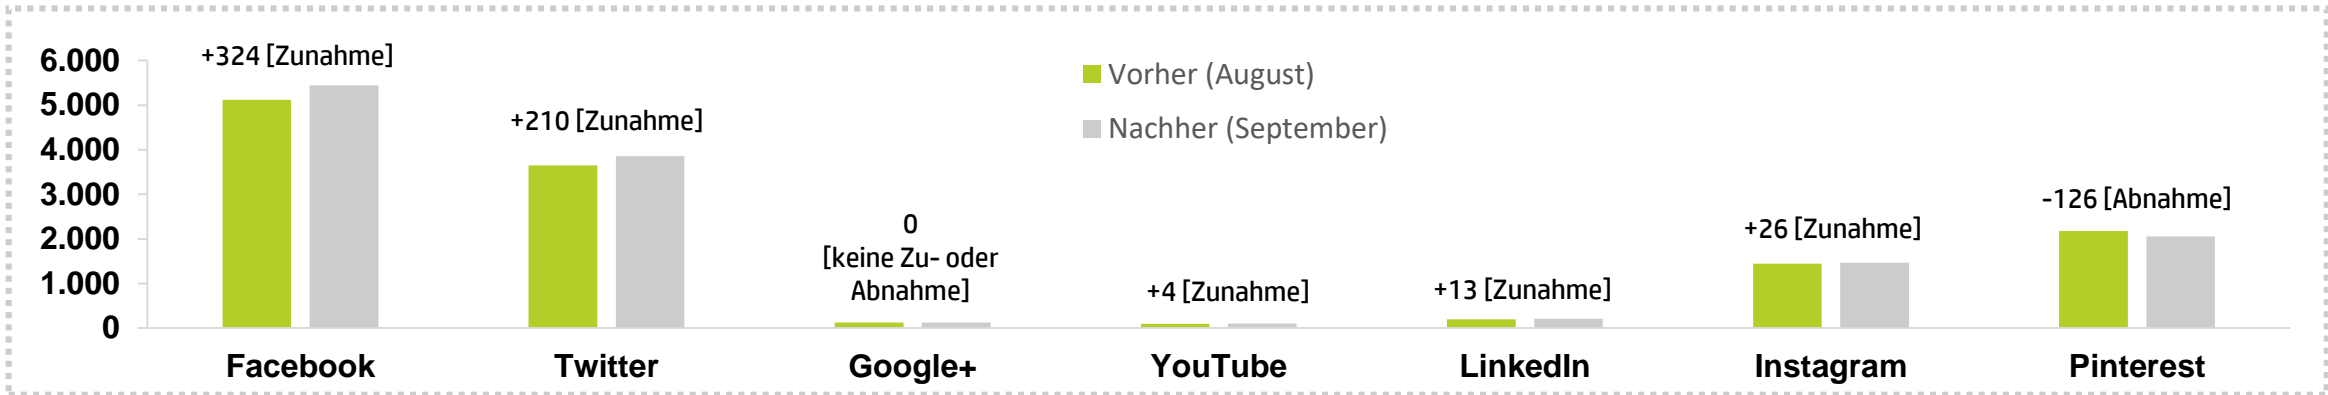 6.000
5.000
4.000
3.000
2.000
1.000
0
+324 [Zunahme]
+210 [Zunahme]
0
[keine Zu- oder
Abnahme]
+4 [Zunahme]
+13 [Zunahme]
+26 [Zunahme]
-126 [Abnahme]
Vorher (August)
Nachher (September)
Facebook
Twitter
Google+
YouTube
LinkedIn
Instagram
Pinterest